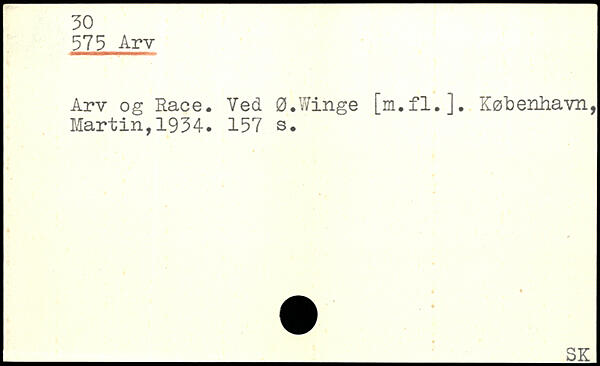 30
575 Arv
Arv og Race. Ved Ø.Winge [m.fl.]. København,
Martin,1934. 157 s.
SK